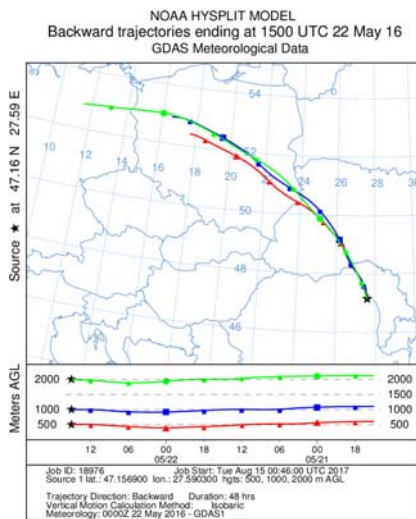 NOAA HYSPLIT MODEL
Backward trajectories ending at 1500 UTC 22 May 16
GDAS Meteorological Data
Source ★ at 47.16 N 27.59 E
54
10 12 14 16 18 20 22 24 26 28 30
52
50
48
46
Meters AGL
2000 2000
1500
1000 1000
500 500
12 06 00 18 12 06 00 18
05/22 05/21
Job ID: 18976 Job Start: Tue Aug 15 00:46:00 UTC 2017
Source 1 lat.: 47.156900 lon.: 27.590300 hgts: 500, 1000, 2000 m AGL
Trajectory Direction: Backward Duration: 48 hrs
Vertical Motion Calculation Method: Isobaric
Meteorology: 0000Z 22 May 2016 - GDAS1